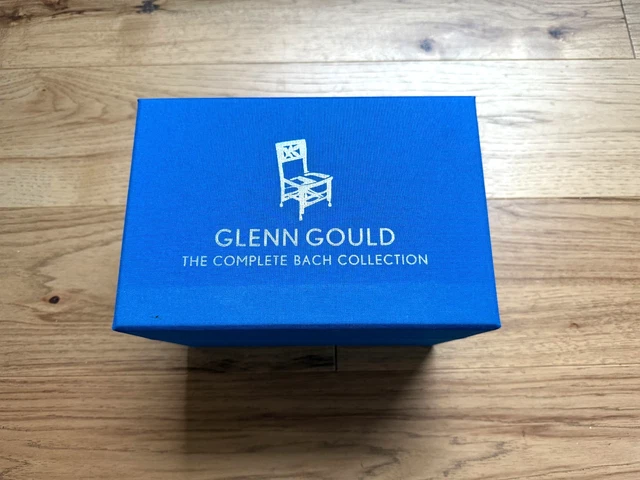 GLENN GOULD
THE COMPLETE BACH COLLECTION